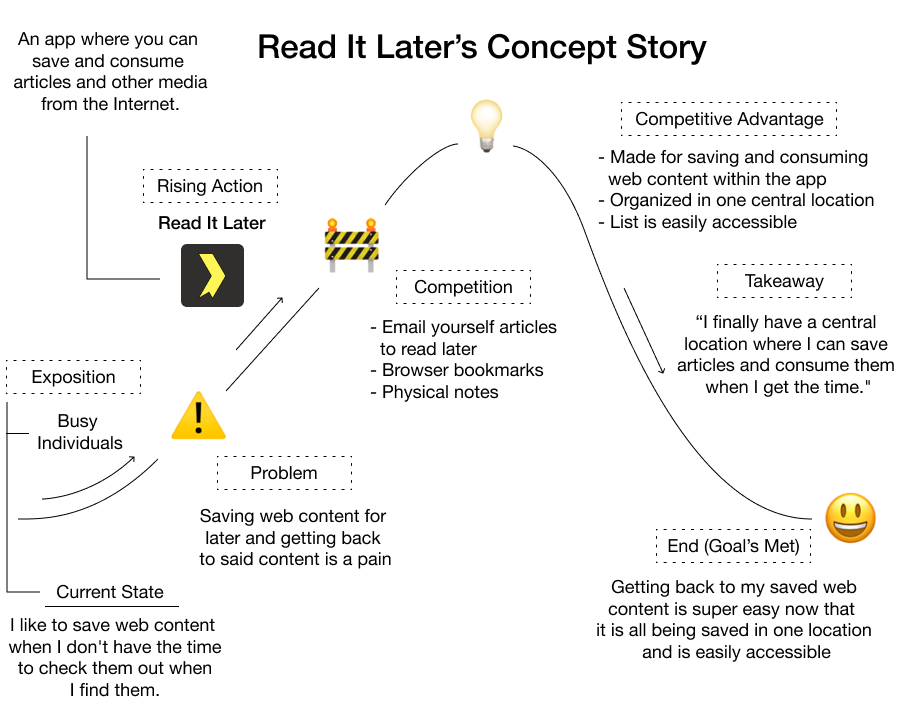 Read It Later’s Concept Story
An app where you can
save and consume
articles and other media
from the Internet.
Rising Action
Read It Later
Exposition
Busy
Individuals
Current State
I like to save web content
when I don't have the time
to check them out when
I find them.
Problem
Saving web content for
later and getting back
to said content is a pain
Competition
- Email yourself articles
to read later
- Browser bookmarks
- Physical notes
Competitive Advantage
- Made for saving and consuming
web content within the app
- Organized in one central location
- List is easily accessible
Takeaway
“I finally have a central
location where I can save
articles and consume them
when I get the time."
End (Goal’s Met)
Getting back to my saved web
content is super easy now that
it is all being saved in one location
and is easily accessible